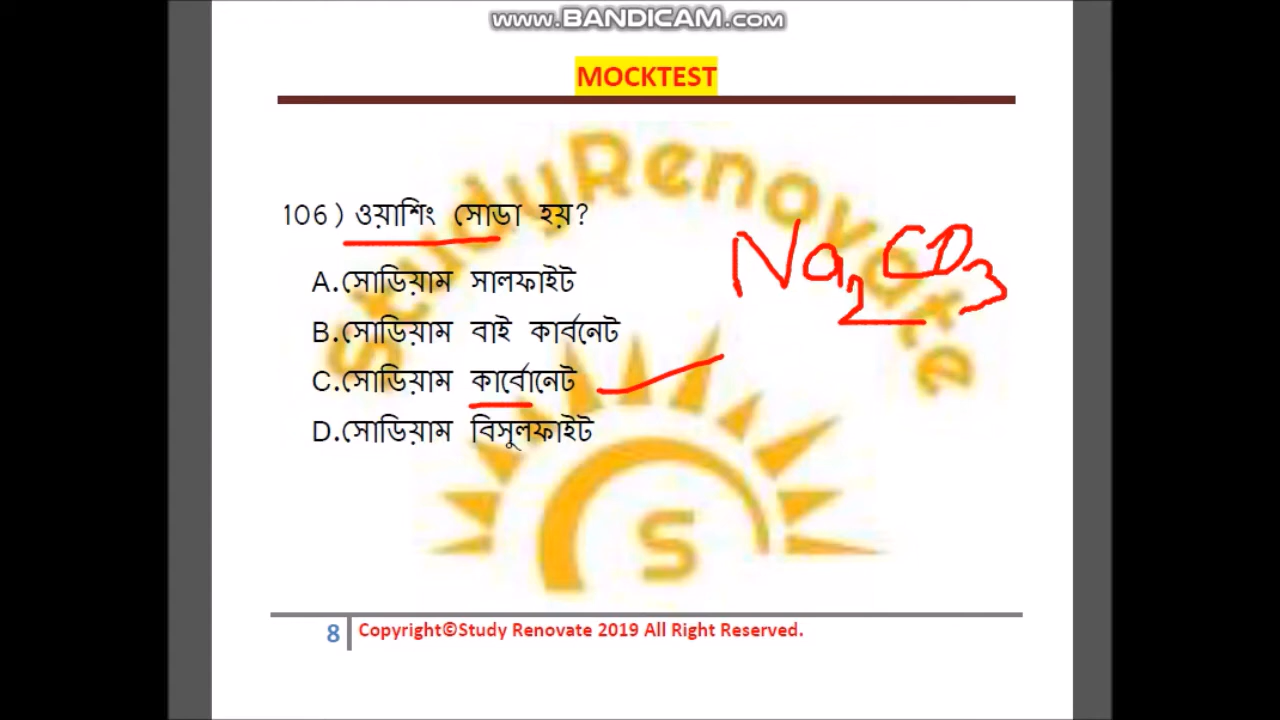 www.BANDICAM.com
MOCKTEST
StudyRenovate
106) ওয়াশিং সোডা হয়?
Na2CO3
A.সোডিয়াম সালফাইট
B.সোডিয়াম বাই কার্বনেট
C.সোডিয়াম কার্বোনেট
D.সোডিয়াম বিসুলফাইট
S
8 Copyright©Study Renovate 2019 All Right Reserved.